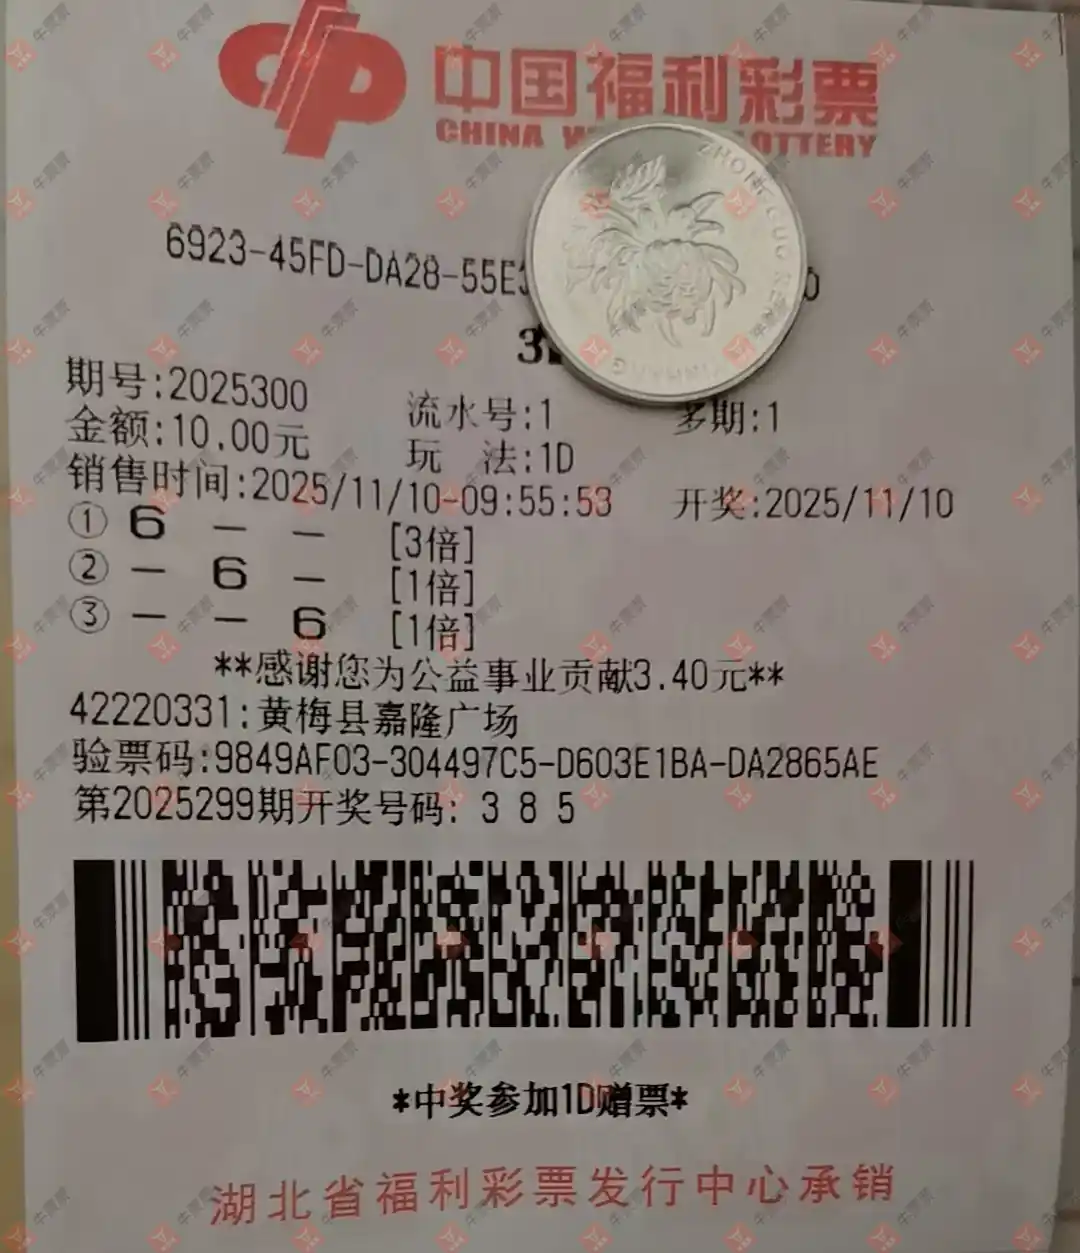 中国福利彩票
CHINA W LOTTERY
6923-45FD-DA28-55E
3
期号:2025300
流水号:1
多期:1
金额:10.00元
玩 法:1D
销售时间:2025/11/10-09:55:53
开奖:2025/11/10
① 6 - - [3倍]
② - 6 - [1倍]
③ - - 6 [1倍]
**感谢您为公益事业贡献3.40元**
42220331:黄梅县嘉隆广场
验票码:9849AF03-304497C5-D603E1BA-DA2865AE
第2025299期开奖号码: 3 8 5
*中奖参加1D赠票*
湖北省福利彩票发行中心承销